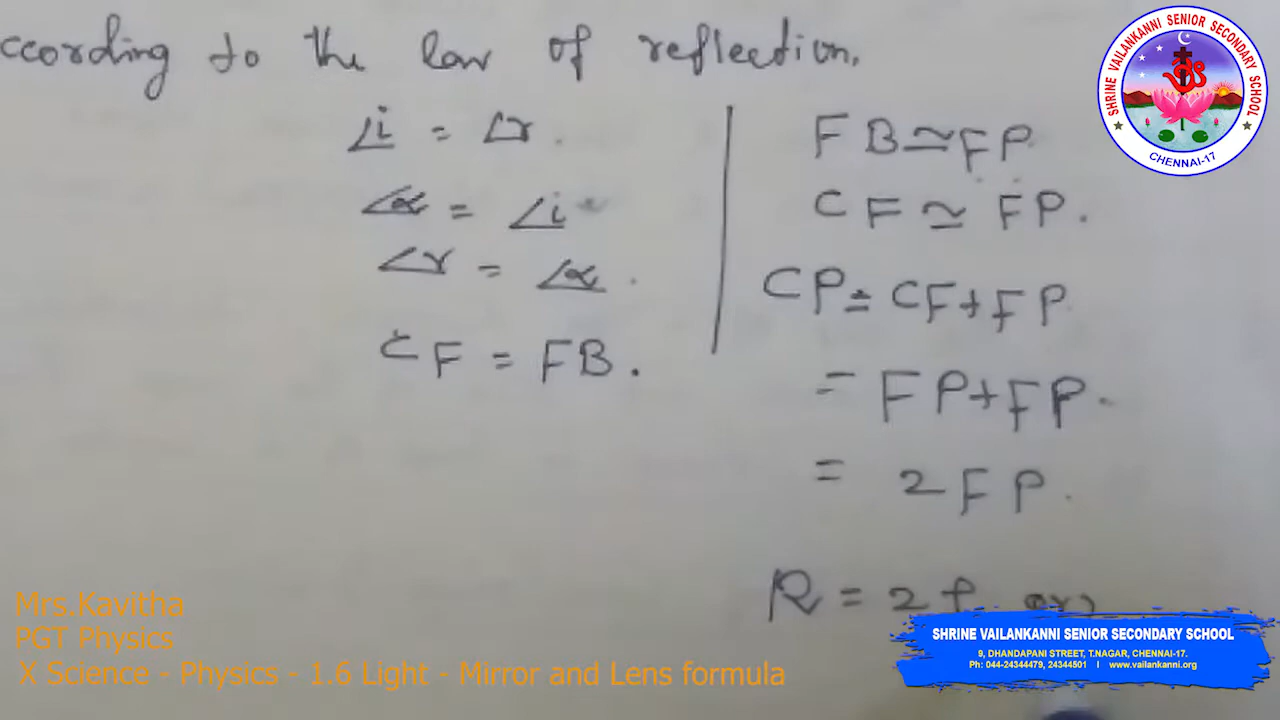 ccording to the law of reflection.
∠i = ∠r.
∠α = ∠i
∠r = ∠α.
CF = FB.
FB ≃ FP
CF ≃ FP.
CP = CF + FP
= FP + FP.
= 2FP.
R = 2f (or)
SHRINE VAILANKANNI SENIOR SECONDARY SCHOOL
CHENNAI-17
Mrs.Kavitha
PGT Physics
X Science - Physics - 1.6 Light - Mirror and Lens formula
SHRINE VAILANKANNI SENIOR SECONDARY SCHOOL
9, DHANDAPANI STREET, T.NAGAR, CHENNAI-17.
Ph: 044-24344479, 24344501 I www.vailankanni.org